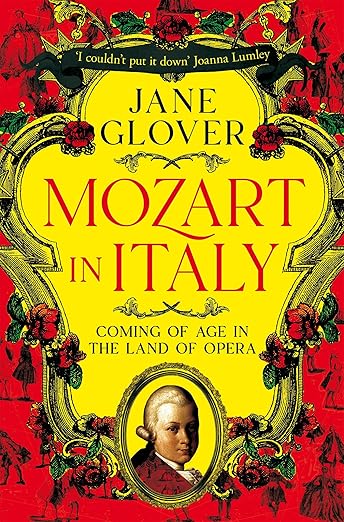 'I couldn't put it down' Joanna Lumley
JANE
GLOVER
MOZART
IN ITALY
COMING OF AGE IN
THE LAND OF OPERA